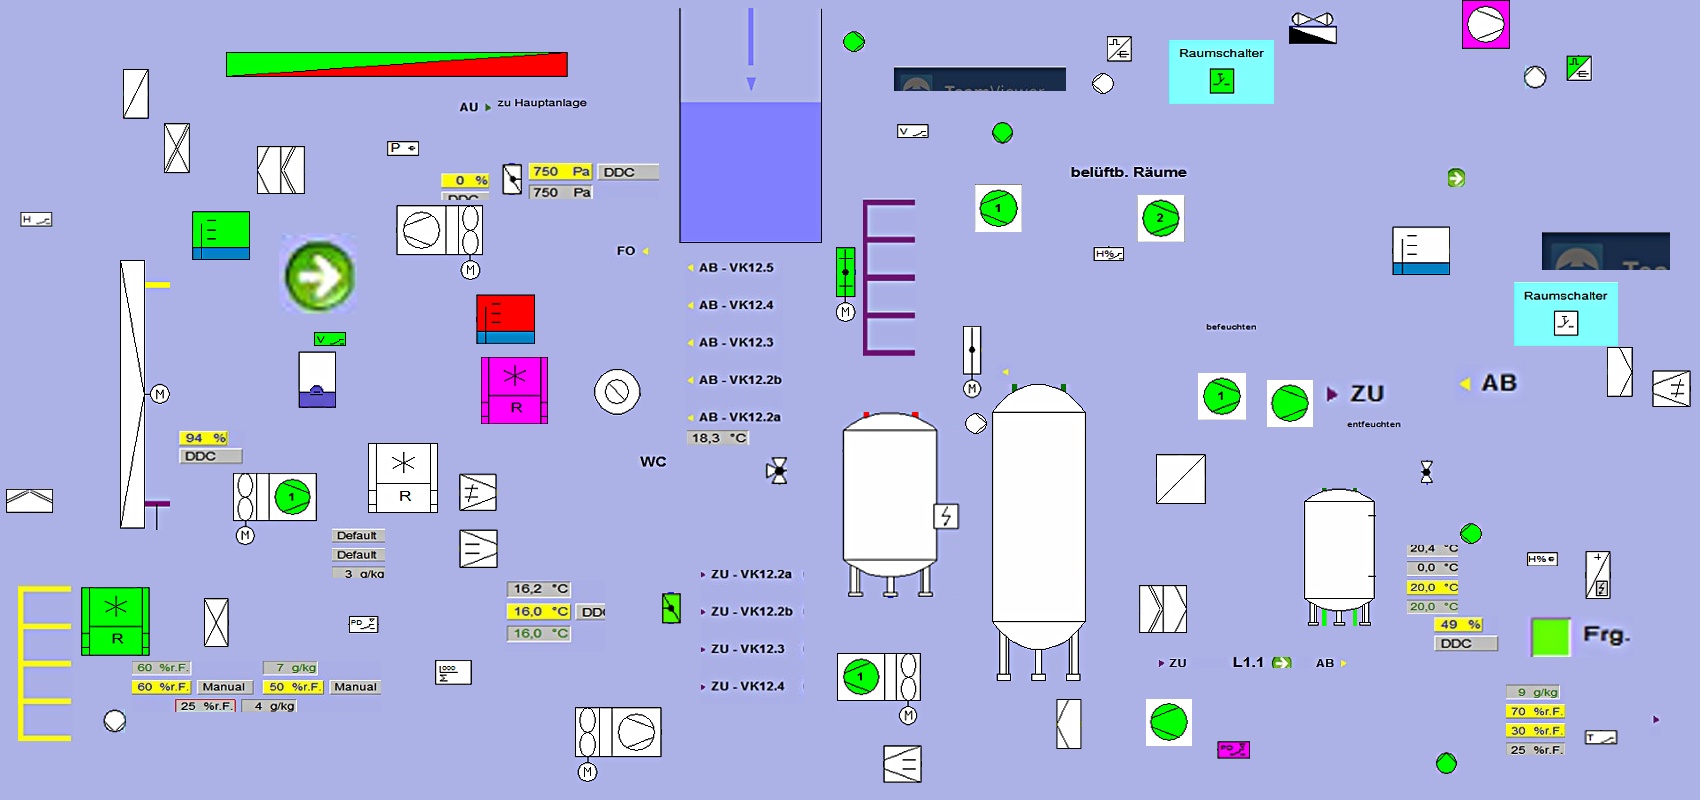 Raumschalter
AU
zu Hauptanlage
TeamViewer
V
P
belüftb. Räume
0 %
DDC
750 Pa
DDC
750 Pa
H
1
2
FO
H%
M
AB - VK12.5
AB - VK12.4
AB - VK12.3
AB - VK12.2b
AB - VK12.2a
18,3 °C
M
Raumschalter
befeuchten
V
R
M
M
1
ZU
AB
entfeuchten
94 %
DDC
WC
R
1
M
Default
Default
3 g/kg
20,4 °C
0,0 °C
20,0 °C
20,0 °C
H%
ZU - VK12.2a
ZU - VK12.2b
ZU - VK12.3
ZU - VK12.4
16,2 °C
16,0 °C
DDC
16,0 °C
R
PD
49 %
DDC
Frg.
60 %r.F.
7 g/kg
60 %r.F.
Manual
50 %r.F.
Manual
25 %r.F.
4 g/kg
1000
Σ
1
M
ZU
L1.1
AB
9 g/kg
70 %r.F.
30 %r.F.
25 %r.F.
PD
T
M